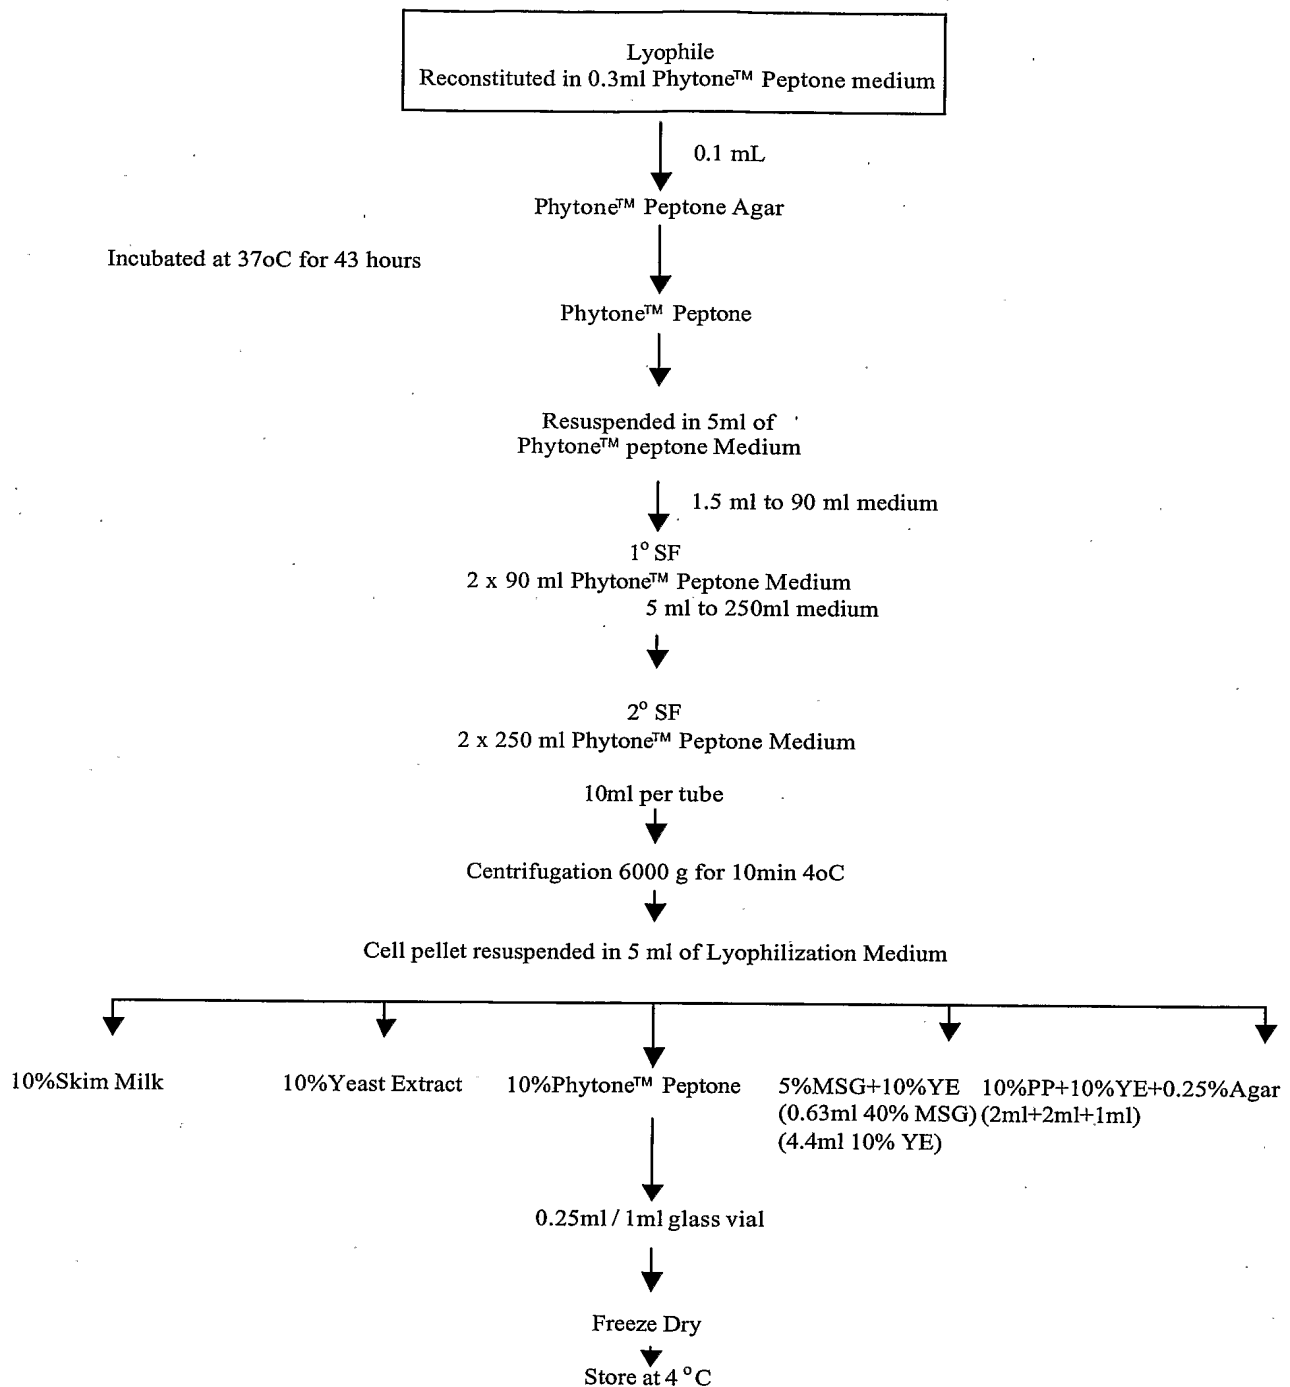 Lyophile
Reconstituted in 0.3ml Phytone™ Peptone medium
0.1 mL
Phytone™ Peptone Agar
Incubated at 37oC for 43 hours
Phytone™ Peptone
Resuspended in 5ml of
Phytone™ peptone Medium
1.5 ml to 90 ml medium
1° SF
2 x 90 ml Phytone™ Peptone Medium
5 ml to 250ml medium
2° SF
2 x 250 ml Phytone™ Peptone Medium
10ml per tube
Centrifugation 6000 g for 10min 4oC
Cell pellet resuspended in 5 ml of Lyophilization Medium
10%Skim Milk 10%Yeast Extract 10%Phytone™ Peptone 5%MSG+10%YE 10%PP+10%YE+0.25%Agar
(0.63ml 40% MSG) (2ml+2ml+1ml)
(4.4ml 10% YE)
0.25ml / 1ml glass vial
Freeze Dry
Store at 4 °C